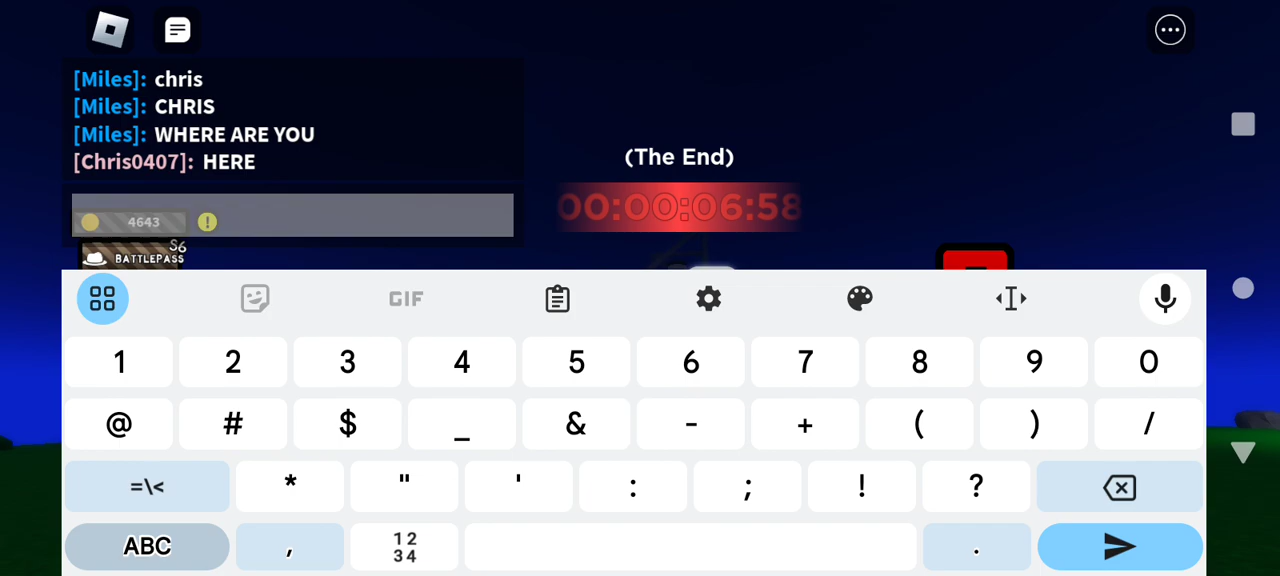 [Miles]: chris
[Miles]: CHRIS
[Miles]: WHERE ARE YOU
[Chris0407]: HERE
(The End)
00:00:06:58
4643 !
S6
BATTLEPASS
GIF
1 2 3 4 5 6 7 8 9 0
@ # $ _ & - + ( ) /
=\< * " ' : ; ! ?
ABC , 12 .
34